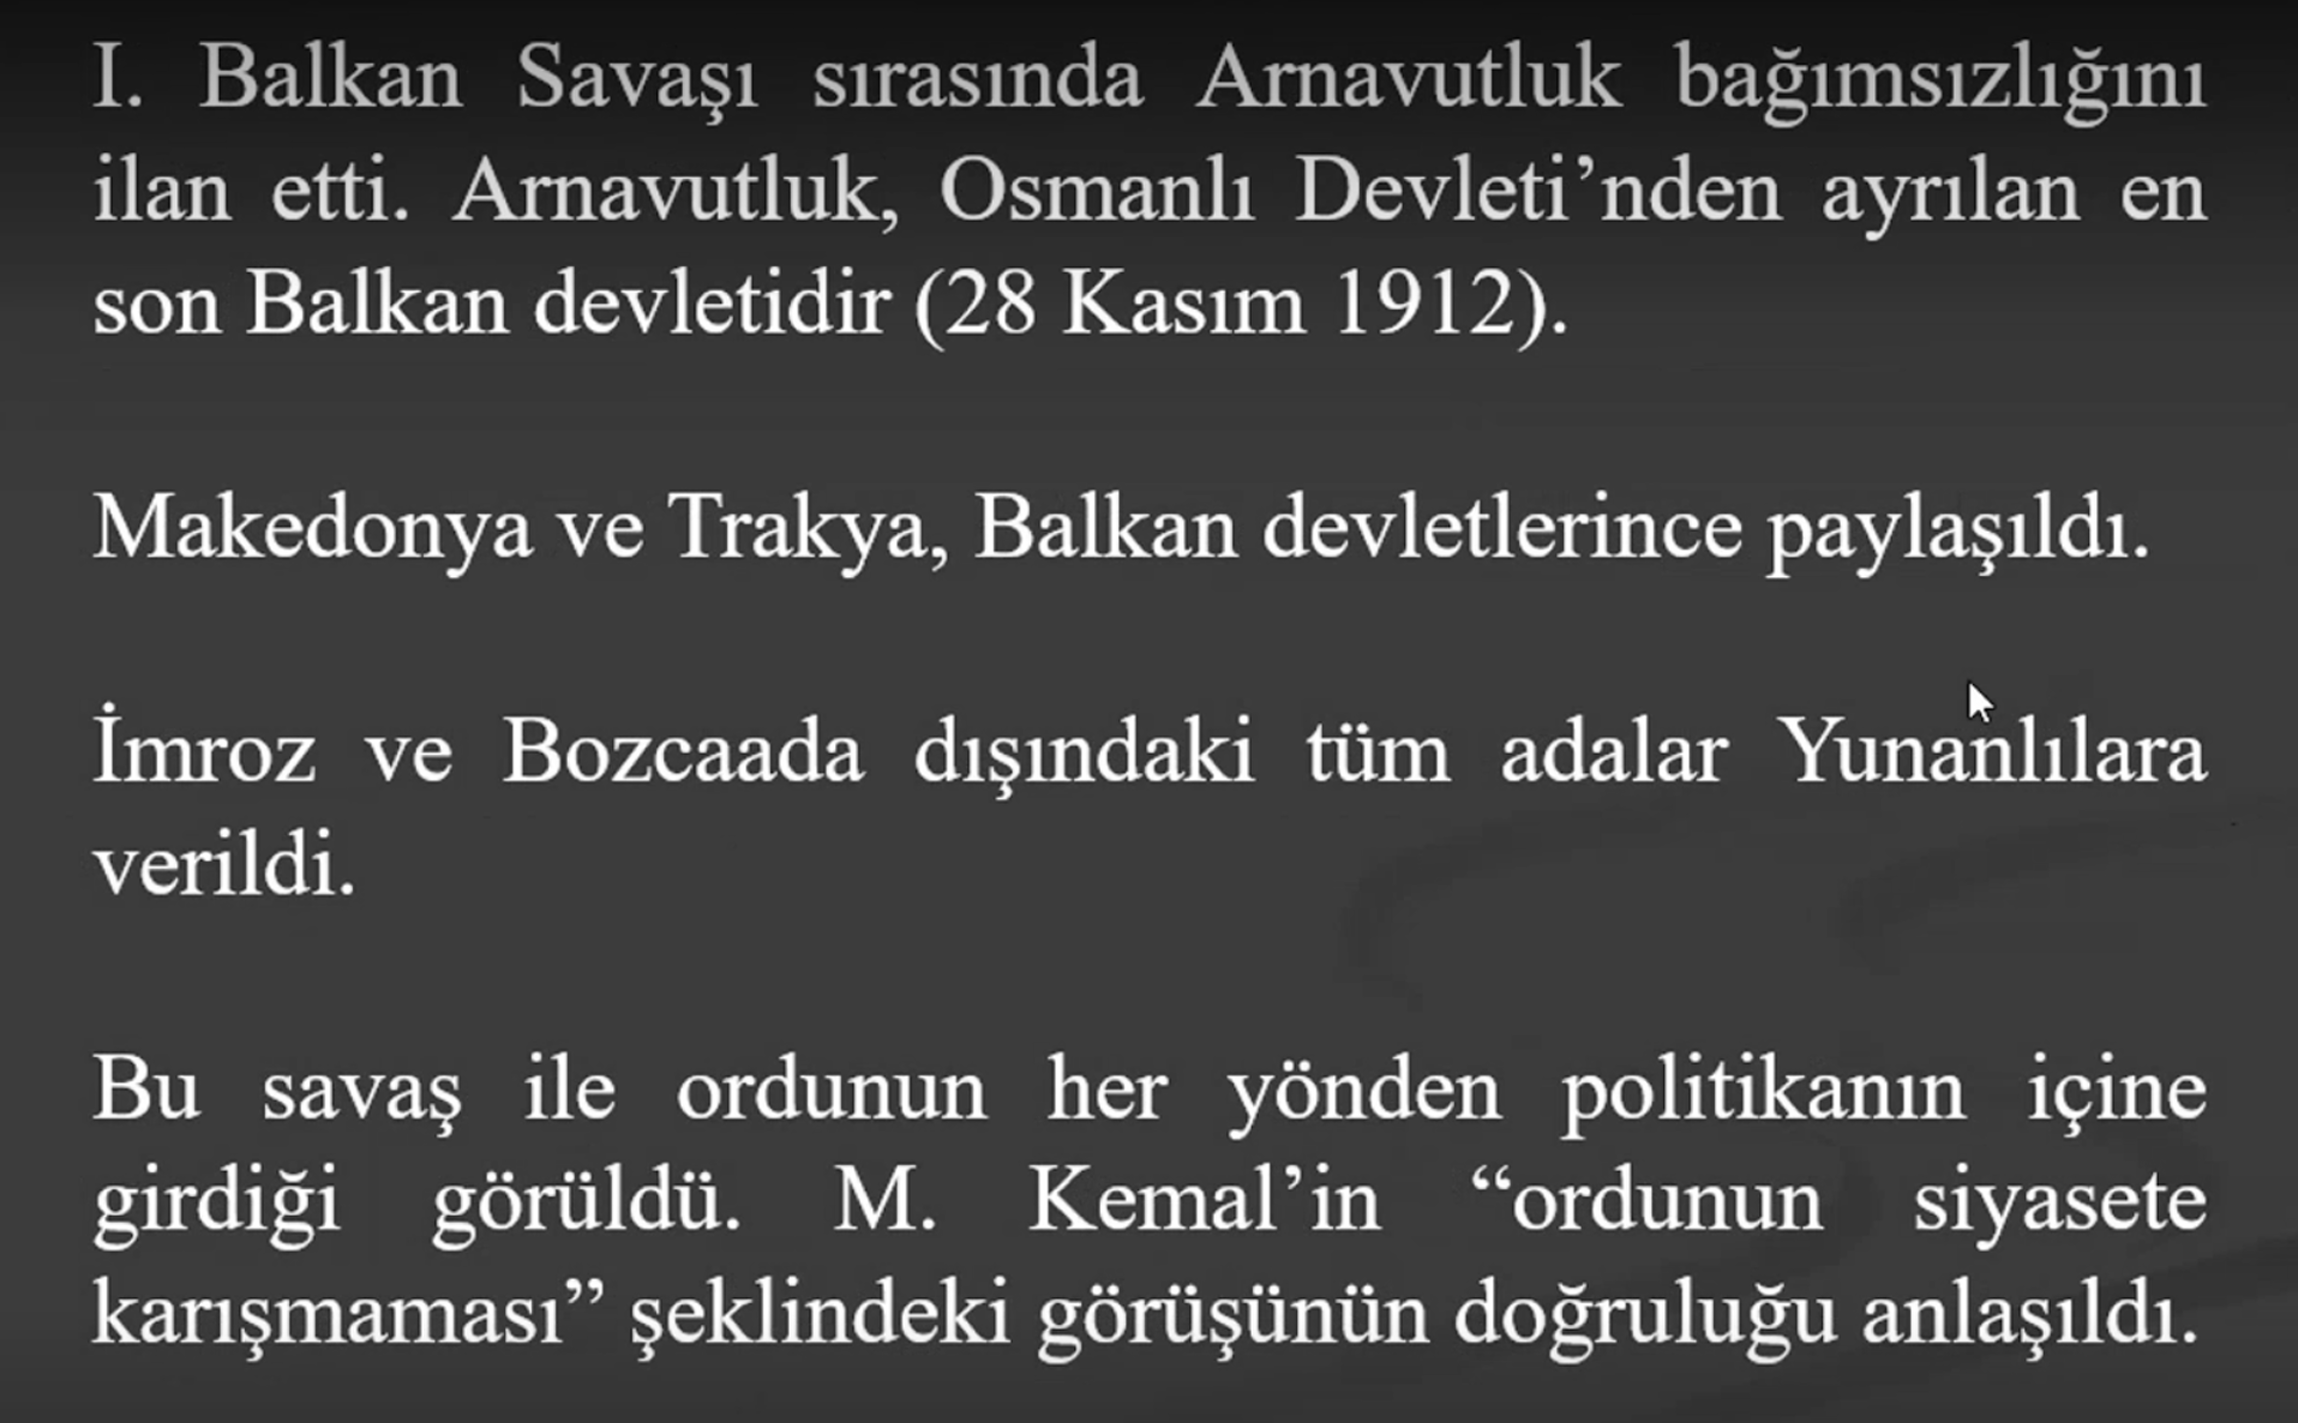 I. Balkan Savaşı sırasında Arnavutluk bağımsızlığını
ilan etti. Arnavutluk, Osmanlı Devleti’nden ayrılan en
son Balkan devletidir (28 Kasım 1912).
Makedonya ve Trakya, Balkan devletlerince paylaşıldı.
İmroz ve Bozcaada dışındaki tüm adalar Yunanlılara
verildi.
Bu savaş ile ordunun her yönden politikanın içine
girdiği görüldü. M. Kemal’in “ordunun siyasete
karışmaması” şeklindeki görüşünün doğruluğu anlaşıldı.